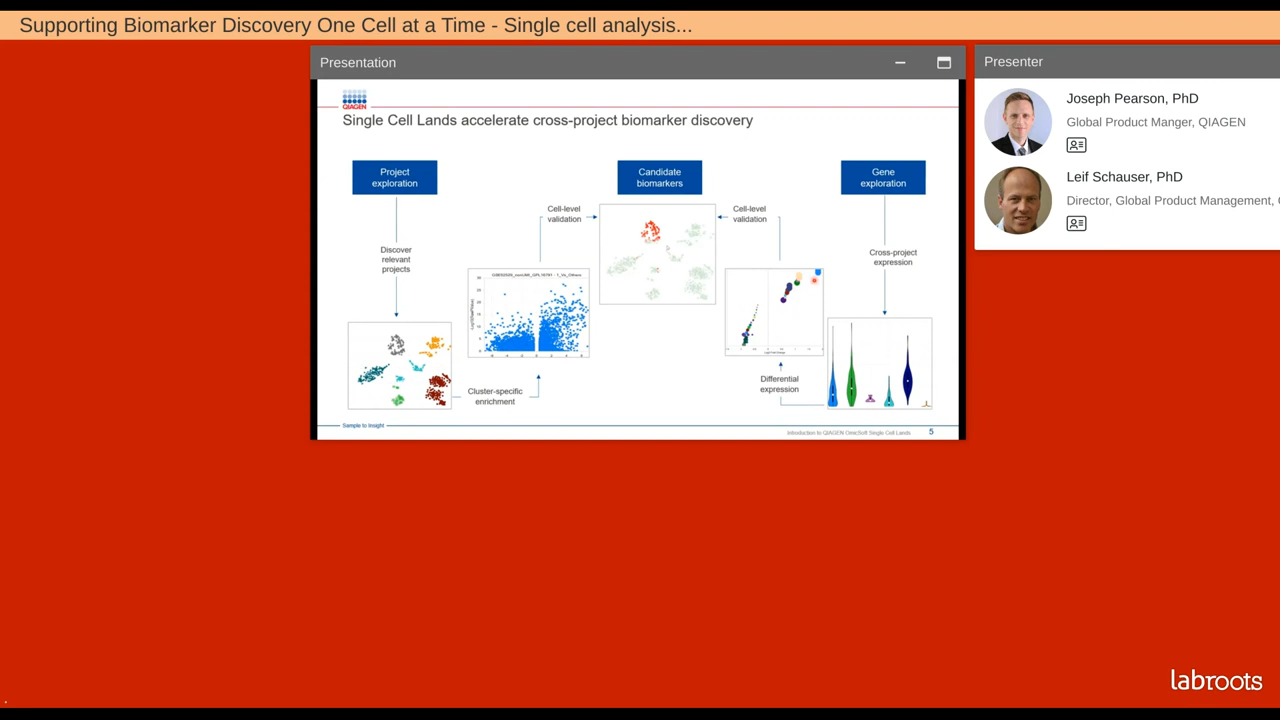 Supporting Biomarker Discovery One Cell at a Time - Single cell analysis...
Presentation
Presenter
QIAGEN
Single Cell Lands accelerate cross-project biomarker discovery
Project
exploration
Candidate
biomarkers
Gene
exploration
Cell-level
validation
Cell-level
validation
Discover
relevant
projects
Cross-project
expression
Cluster-specific
enrichment
Differential
expression
Sample to Insight
Introduction to QIAGEN OmicSoft Single Cell Lands
5
Joseph Pearson, PhD
Global Product Manger, QIAGEN
Leif Schauser, PhD
Director, Global Product Management,
labroots